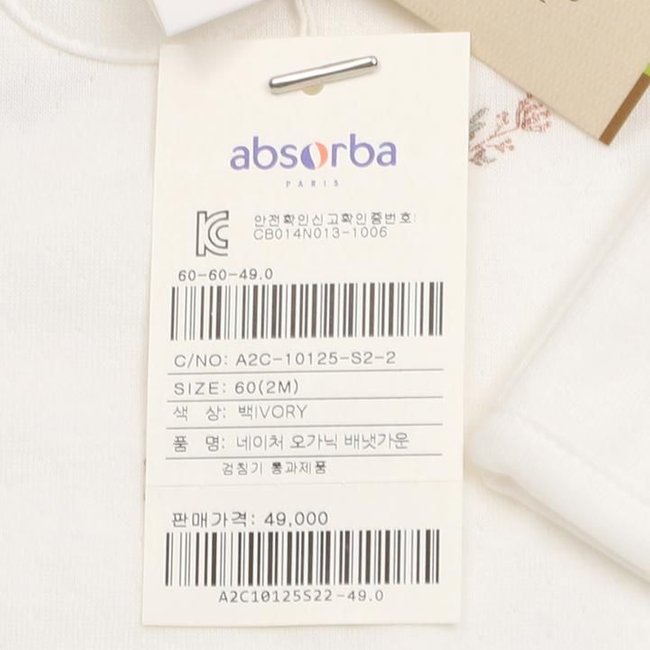 absorba
PARIS
안전확인신고확인증번호:
CB014N013-1006
60-60-49.0
C/NO: A2C-10125-S2-2
SIZE: 60(2M)
색 상: 백IVORY
품 명: 네이처 오가닉 배냇가운
검침기 통과제품
판매가격: 49,000
A2C10125S22-49.0